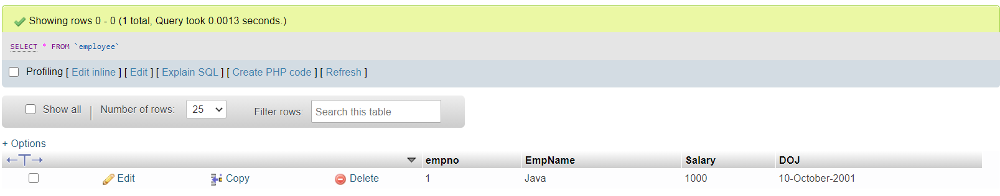 Showing rows 0 - 0 (1 total, Query took 0.0013 seconds.)
SELECT * FROM `employee`
Profiling [ Edit inline ] [ Edit ] [ Explain SQL ] [ Create PHP code ] [ Refresh ]
Show all | Number of rows: 25 Filter rows: Search this table
+ Options
←T→ empno EmpName Salary DOJ
Edit Copy Delete 1 Java 1000 10-October-2001